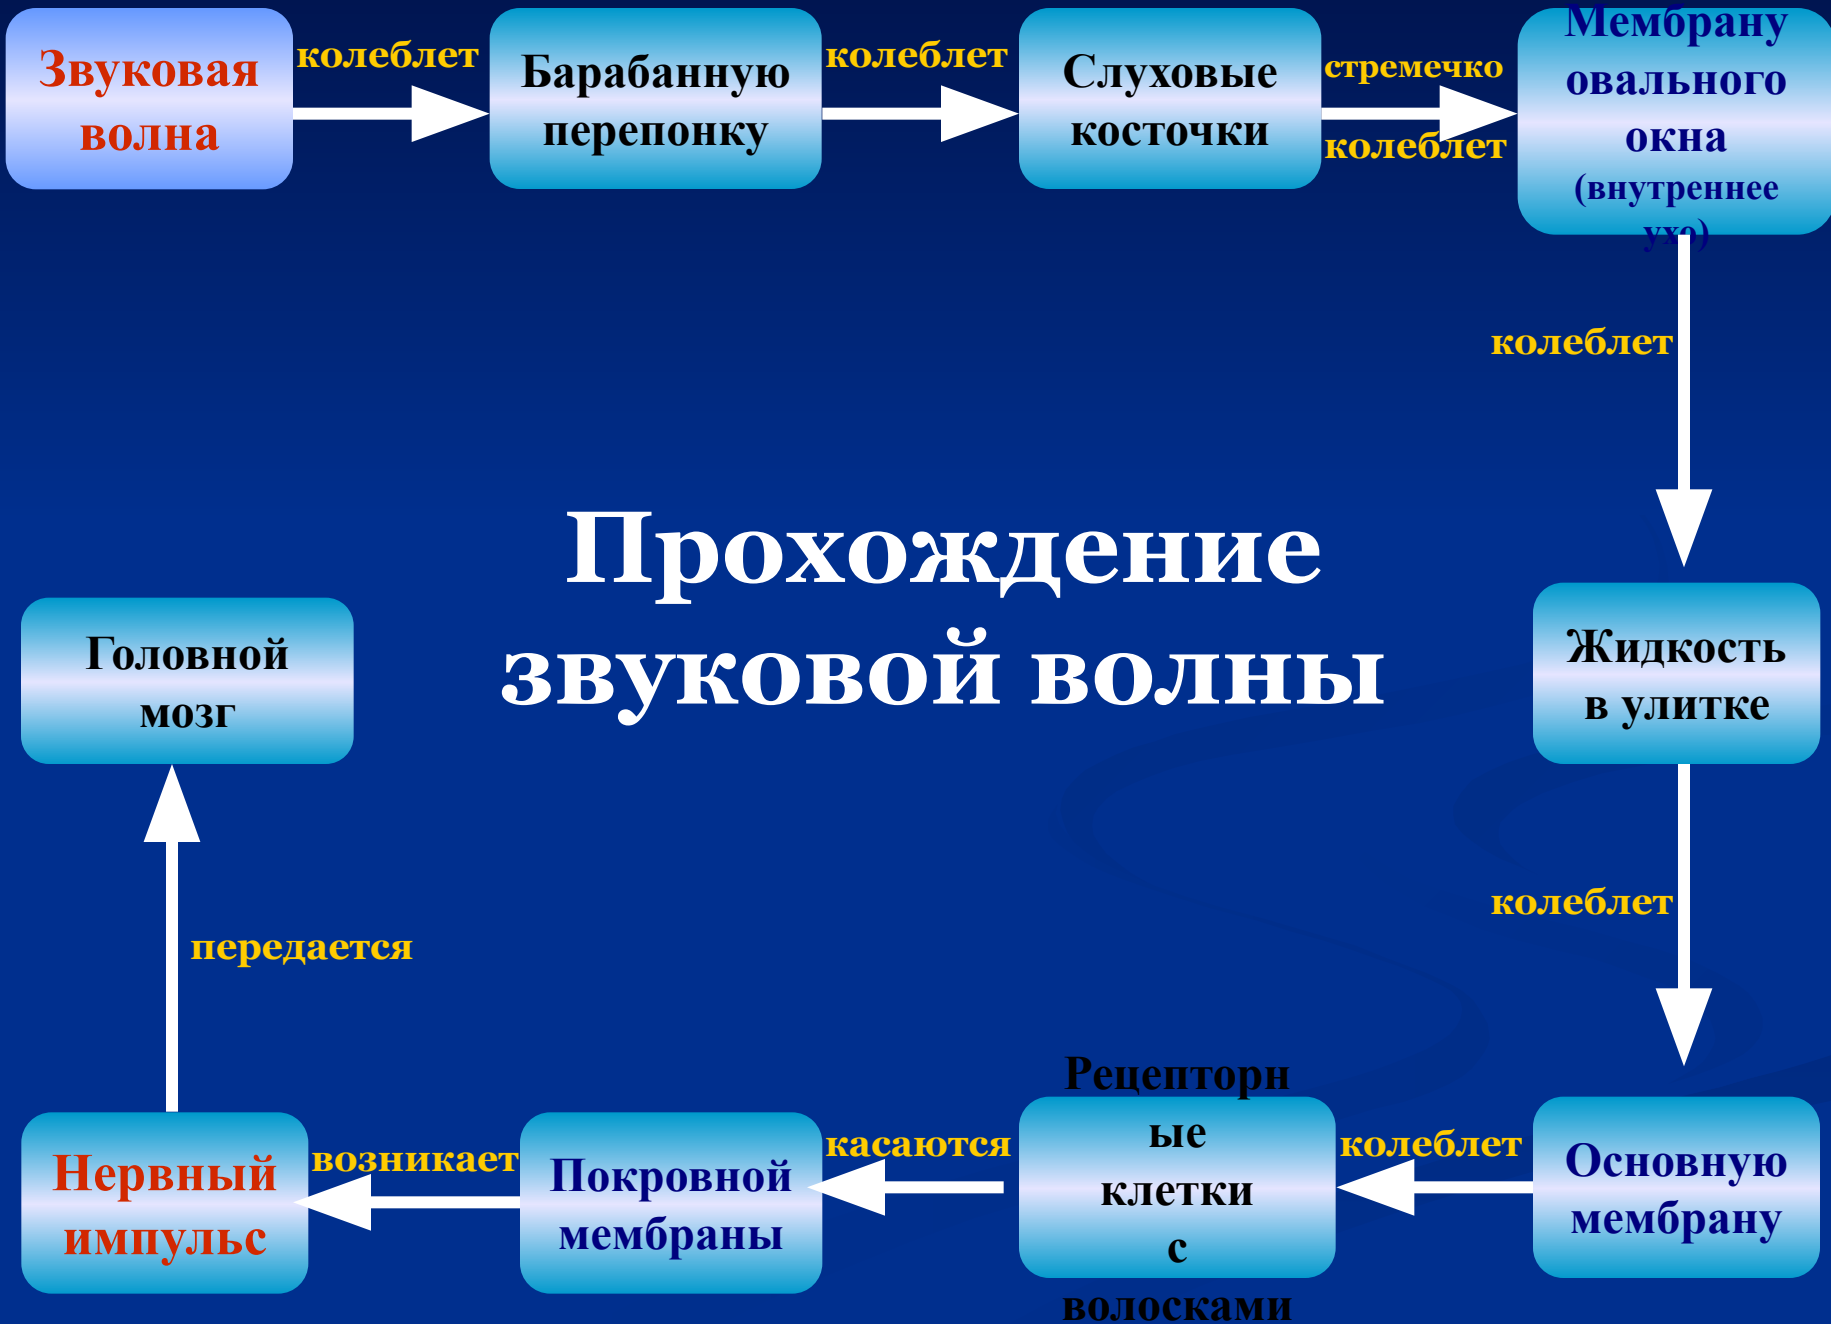 Звуковая
волна
колеблет
Барабанную
перепонку
колеблет
Слуховые
косточки
стремечко
колеблет
Мембрану
овального
окна
(внутреннее
ухо)
колеблет
Жидкость
в улитке
колеблет
Основную
мембрану
колеблет
Рецепторн
ые
клетки
с
волосками
касаются
Покровной
мембраны
возникает
Нервный
импульс
передается
Головной
мозг
Прохождение
звуковой волны